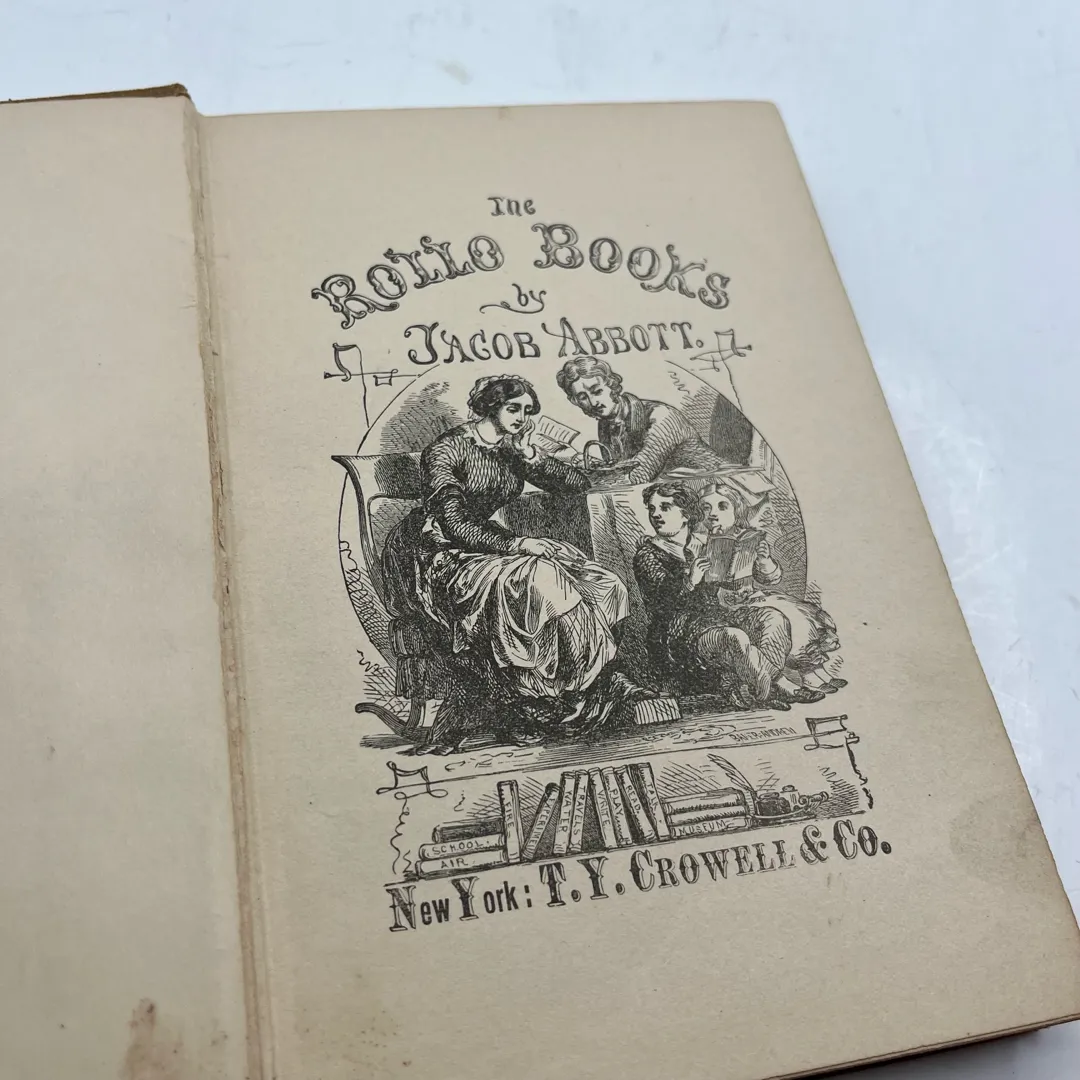 The
Rollo Books
by
Jacob Abbott.
FIRE
WATER
TRAVELS
SCHOOL.
AIR.
MUSEUM
New York: T. Y. Crowell & Co.